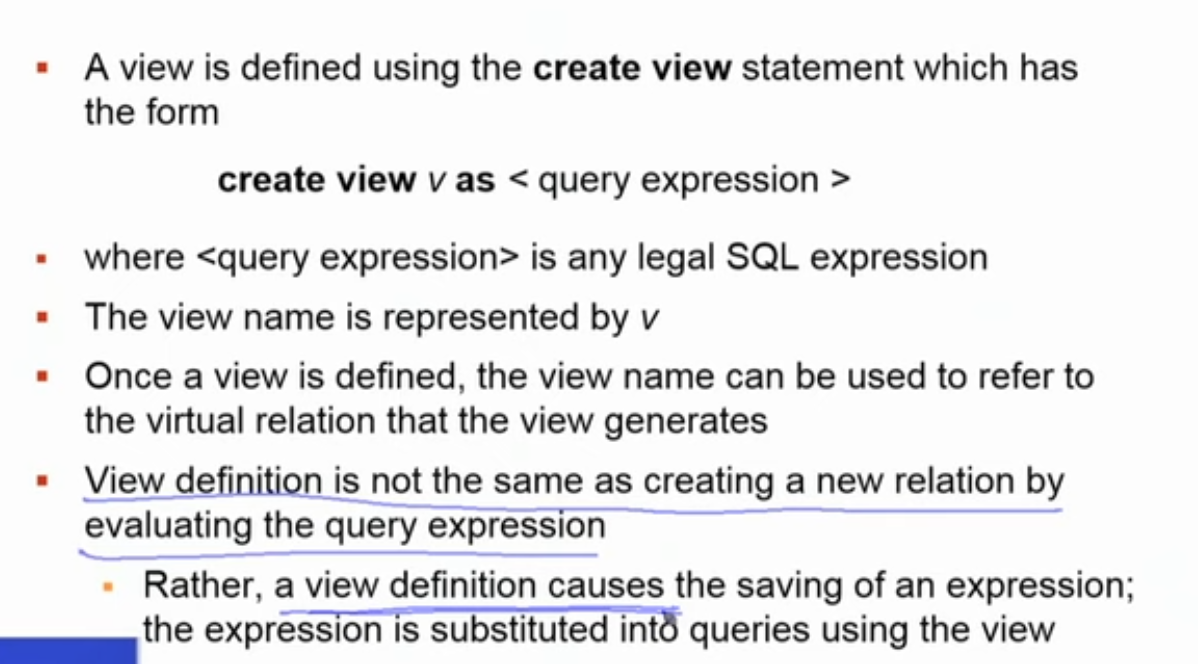 ▪ A view is defined using the create view statement which has
the form
create view v as < query expression >
▪ where <query expression> is any legal SQL expression
▪ The view name is represented by v
▪ Once a view is defined, the view name can be used to refer to
the virtual relation that the view generates
▪ View definition is not the same as creating a new relation by
evaluating the query expression
▪ Rather, a view definition causes the saving of an expression;
the expression is substituted into queries using the view